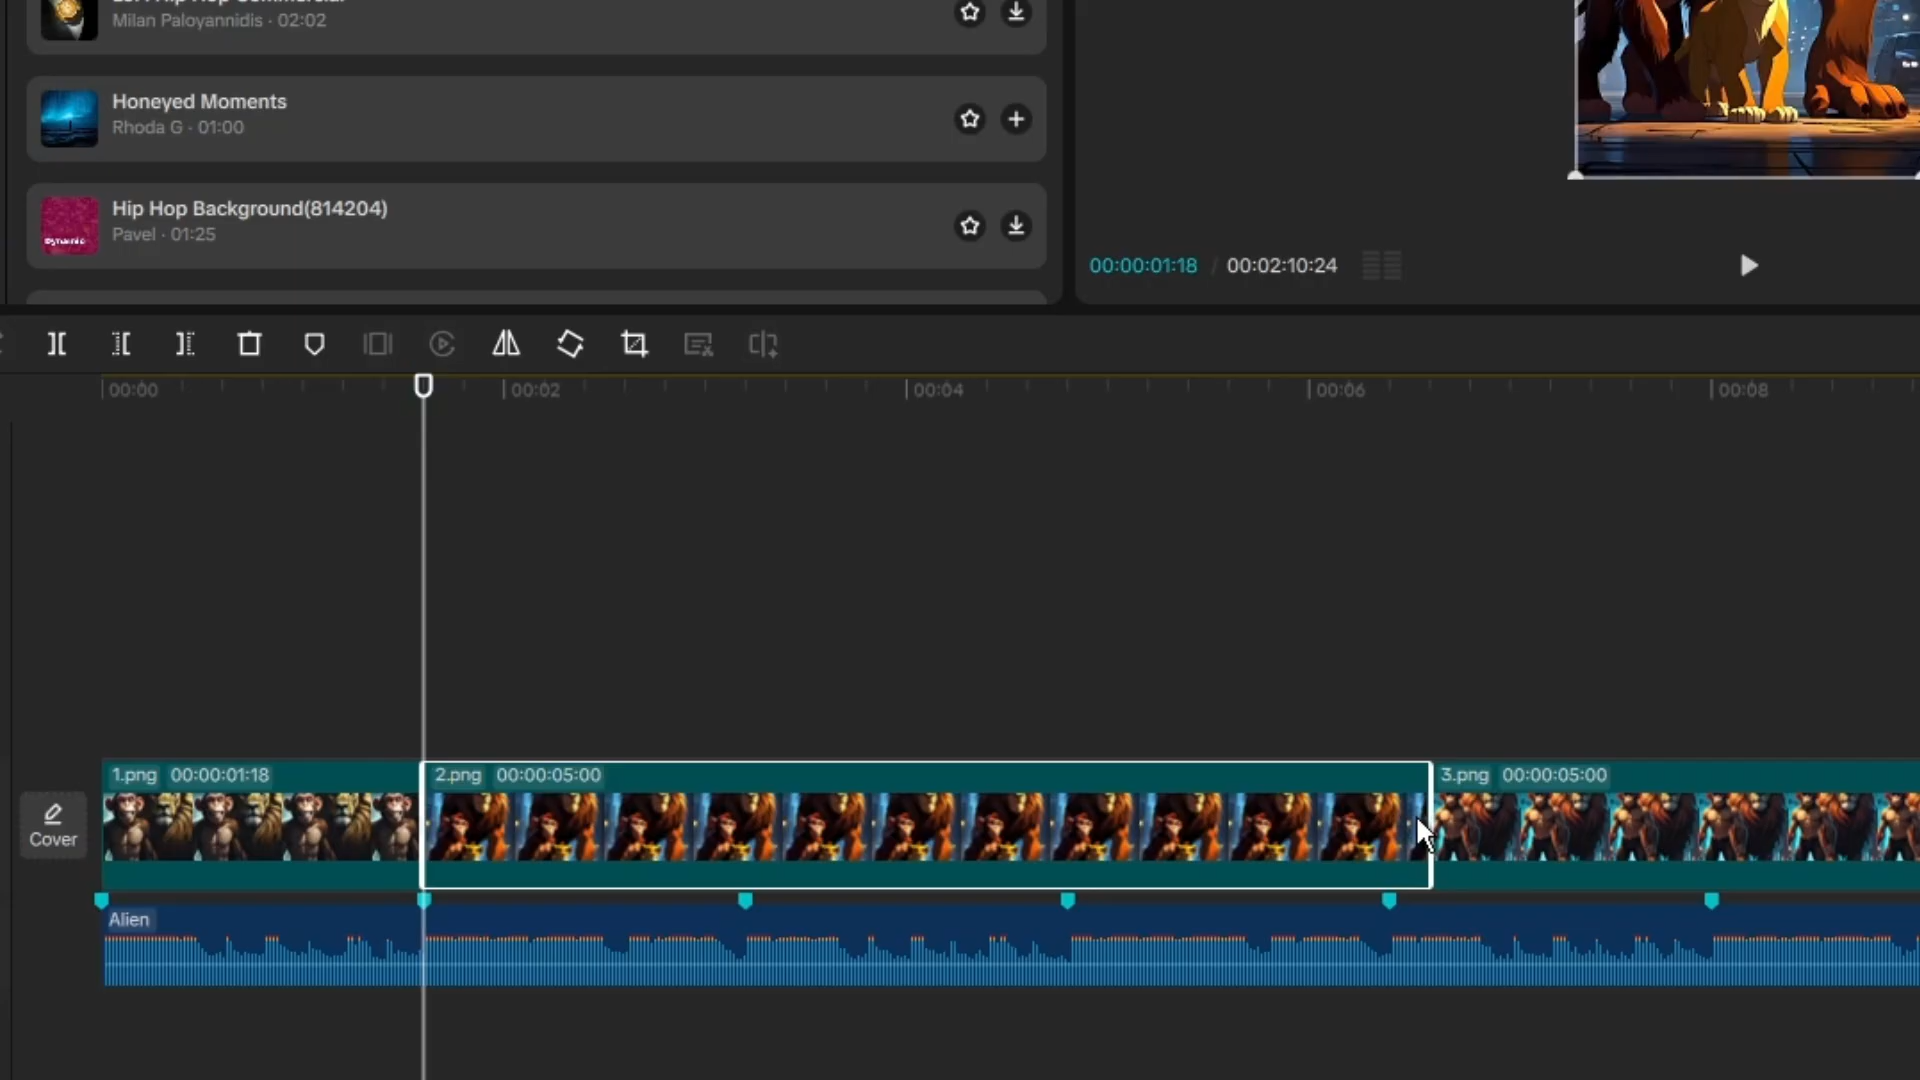 Milan Paloyannidis · 02:02
Honeyed Moments
Rhoda G · 01:00
Hip Hop Background(814204)
Pavel · 01:25
Dynamic
00:00:01:18 / 00:02:10:24
00:00
00:02
00:04
00:06
00:08
1.png 00:00:01:18
2.png 00:00:05:00
3.png 00:00:05:00
Cover
Alien